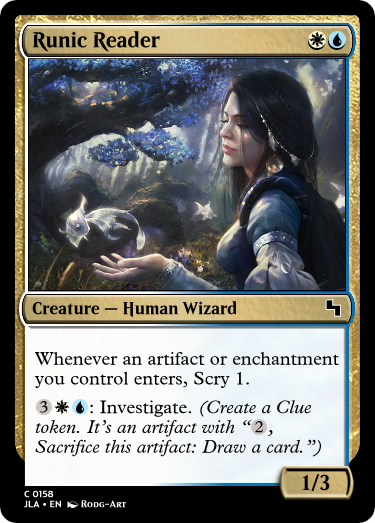 Runic Reader
Creature — Human Wizard
Whenever an artifact or enchantment
you control enters, Scry 1.
3: Investigate. (Create a Clue
token. It's an artifact with “2,
Sacrifice this artifact: Draw a card.”)
1/3
C 0158
JLA • EN Rodg-Art